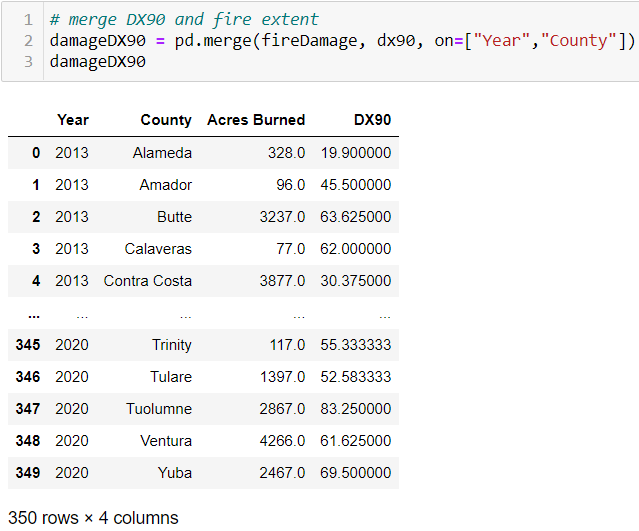 1 # merge DX90 and fire extent
2 damageDX90 = pd.merge(fireDamage, dx90, on=["Year","County"])
3 damageDX90
Year County Acres Burned DX90
0 2013 Alameda 328.0 19.900000
1 2013 Amador 96.0 45.500000
2 2013 Butte 3237.0 63.625000
3 2013 Calaveras 77.0 62.000000
4 2013 Contra Costa 3877.0 30.375000
... ... ... ... ...
345 2020 Trinity 117.0 55.333333
346 2020 Tulare 1397.0 52.583333
347 2020 Tuolumne 2867.0 83.250000
348 2020 Ventura 4266.0 61.625000
349 2020 Yuba 2467.0 69.500000
350 rows × 4 columns